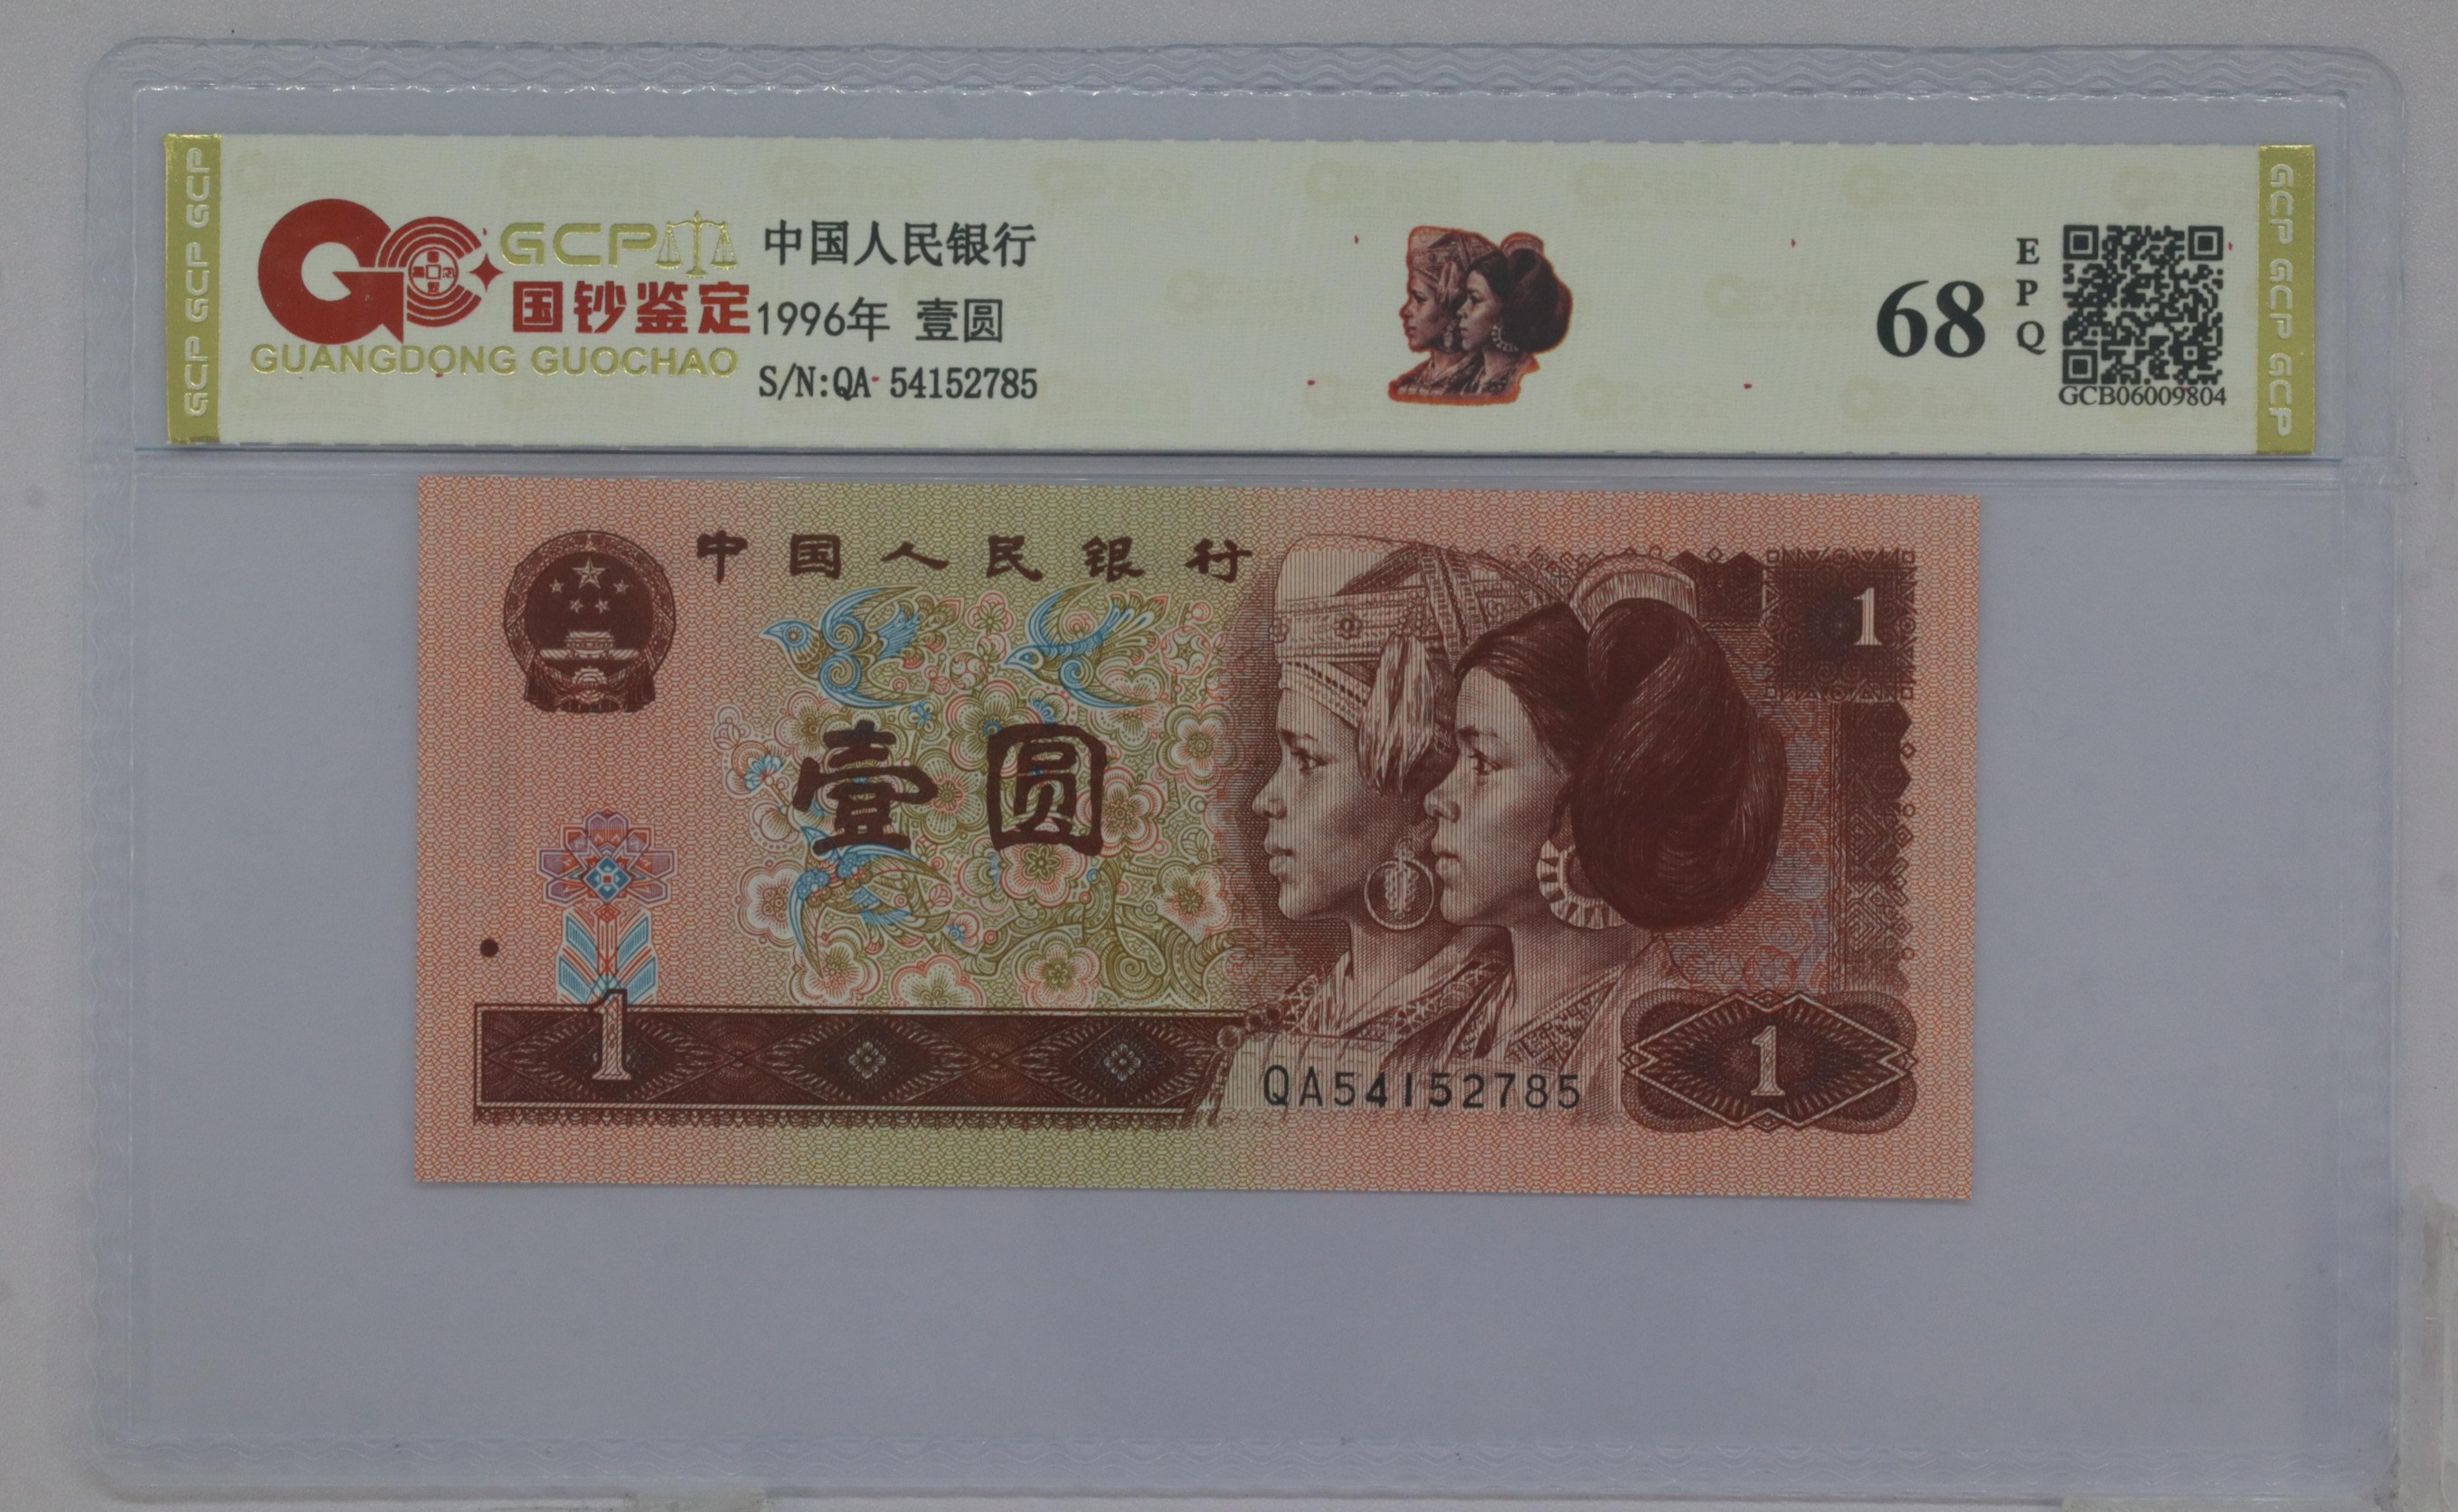 GCP GCP GCP
GCP
国钞鉴定
GUANGDONG GUOCHAO
中国人民银行
1996年 壹圆
S/N:QA 54152785
68
E
P
Q
GCB06009804
GCP GCP GCP
中国人民银行
1
壹圆
1
QA54152785
1